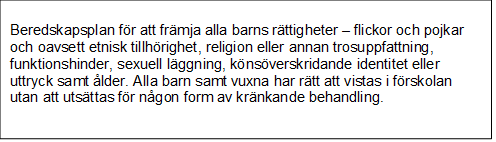 Beredskapsplan för att främja alla barns rättigheter – flickor och pojkar
och oavsett etnisk tillhörighet, religion eller annan trosuppfattning,
funktionshinder, sexuell läggning, könsöverskridande identitet eller
uttryck samt ålder. Alla barn samt vuxna har rätt att vistas i förskolan
utan att utsättas för någon form av kränkande behandling.